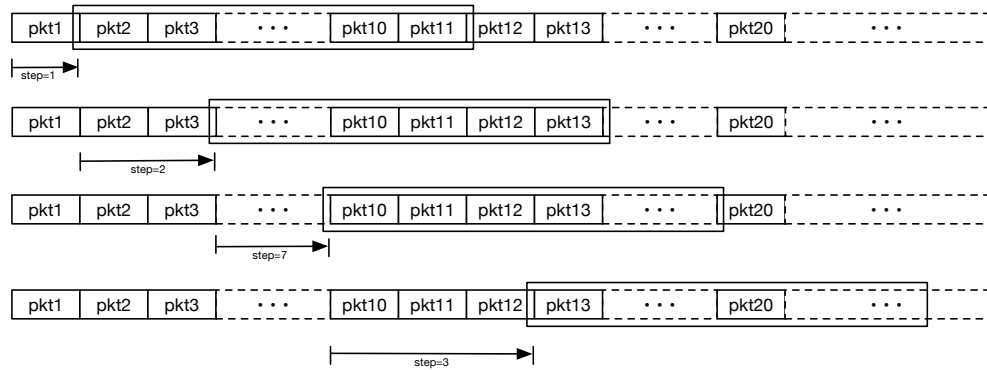 pkt1 pkt2 pkt3 ··· pkt10 pkt11 pkt12 pkt13 ··· pkt20 ···
step=1
pkt1 pkt2 pkt3 ··· pkt10 pkt11 pkt12 pkt13 ··· pkt20 ···
step=2
pkt1 pkt2 pkt3 ··· pkt10 pkt11 pkt12 pkt13 ··· pkt20 ···
step=7
pkt1 pkt2 pkt3 ··· pkt10 pkt11 pkt12 pkt13 ··· pkt20 ···
step=3